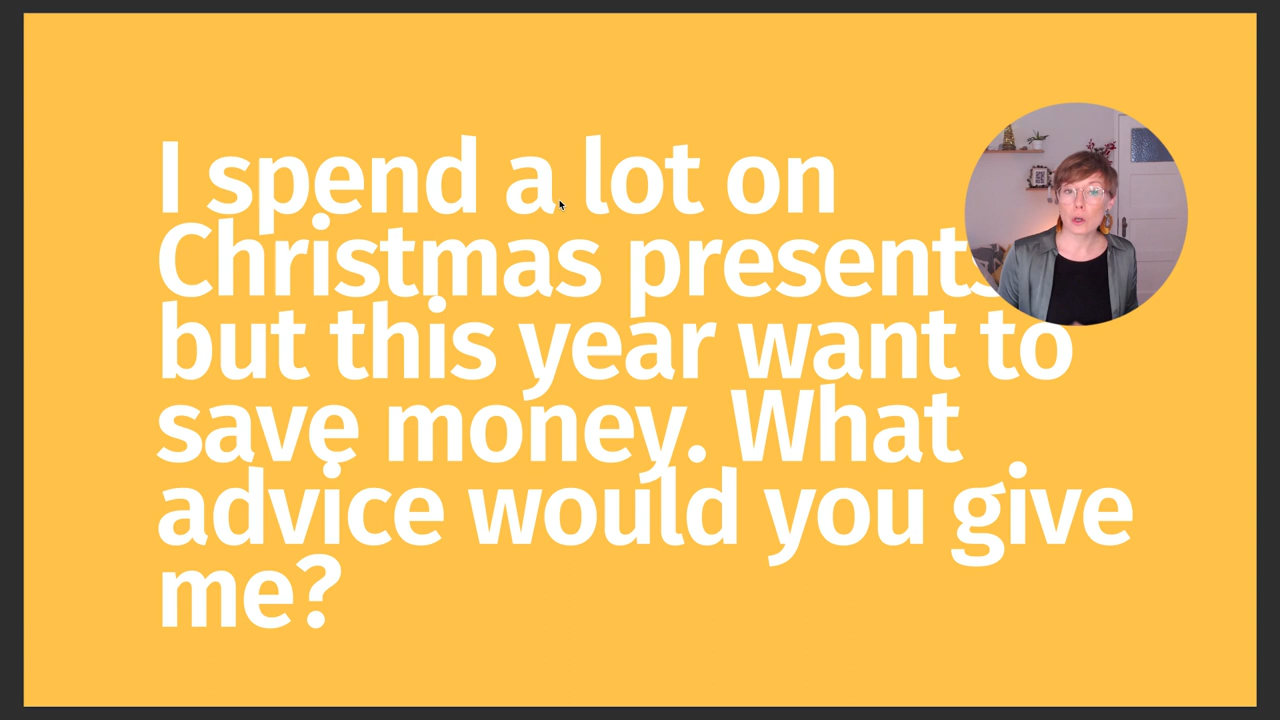 I spend a lot on
Christmas presents
but this year want to
save money. What
advice would you give
me?